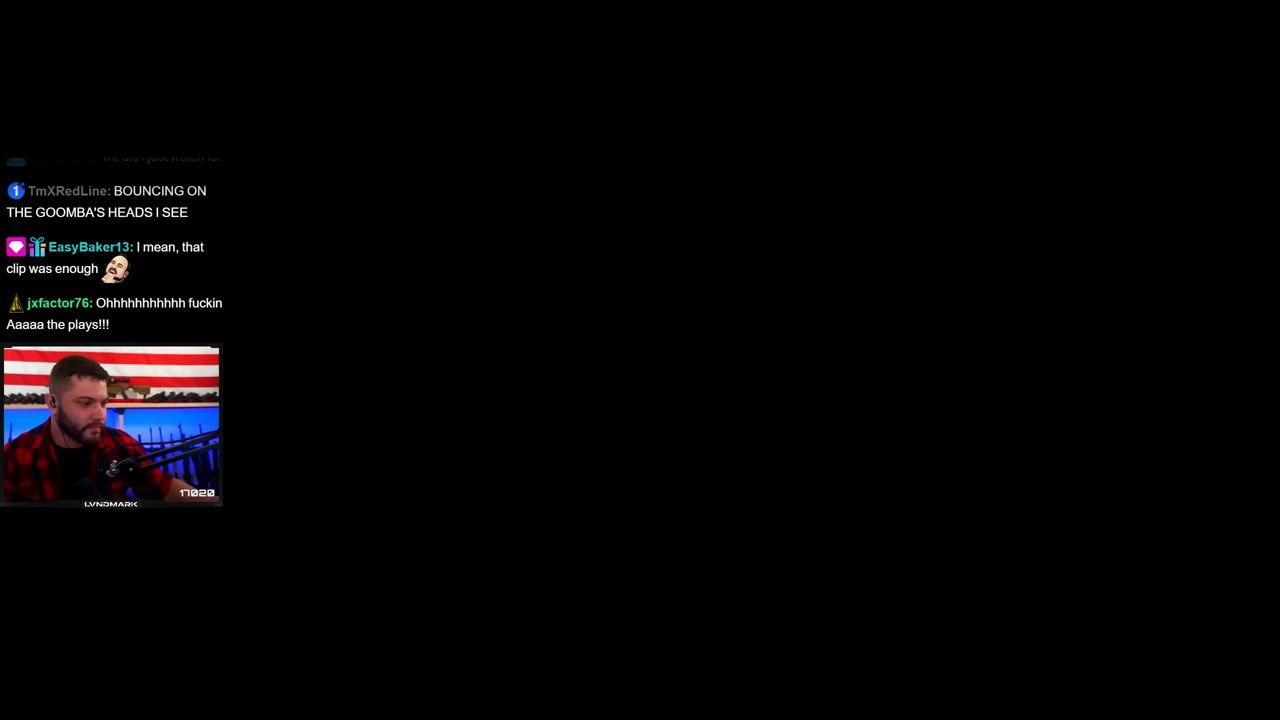 TmXRedLine: BOUNCING ON
THE GOOMBA'S HEADS I SEE
EasyBaker13: I mean, that
clip was enough
jxfactor76: Ohhhhhhhhhhh fuckin
Aaaaa the plays!!!
17020
LVNDMARK